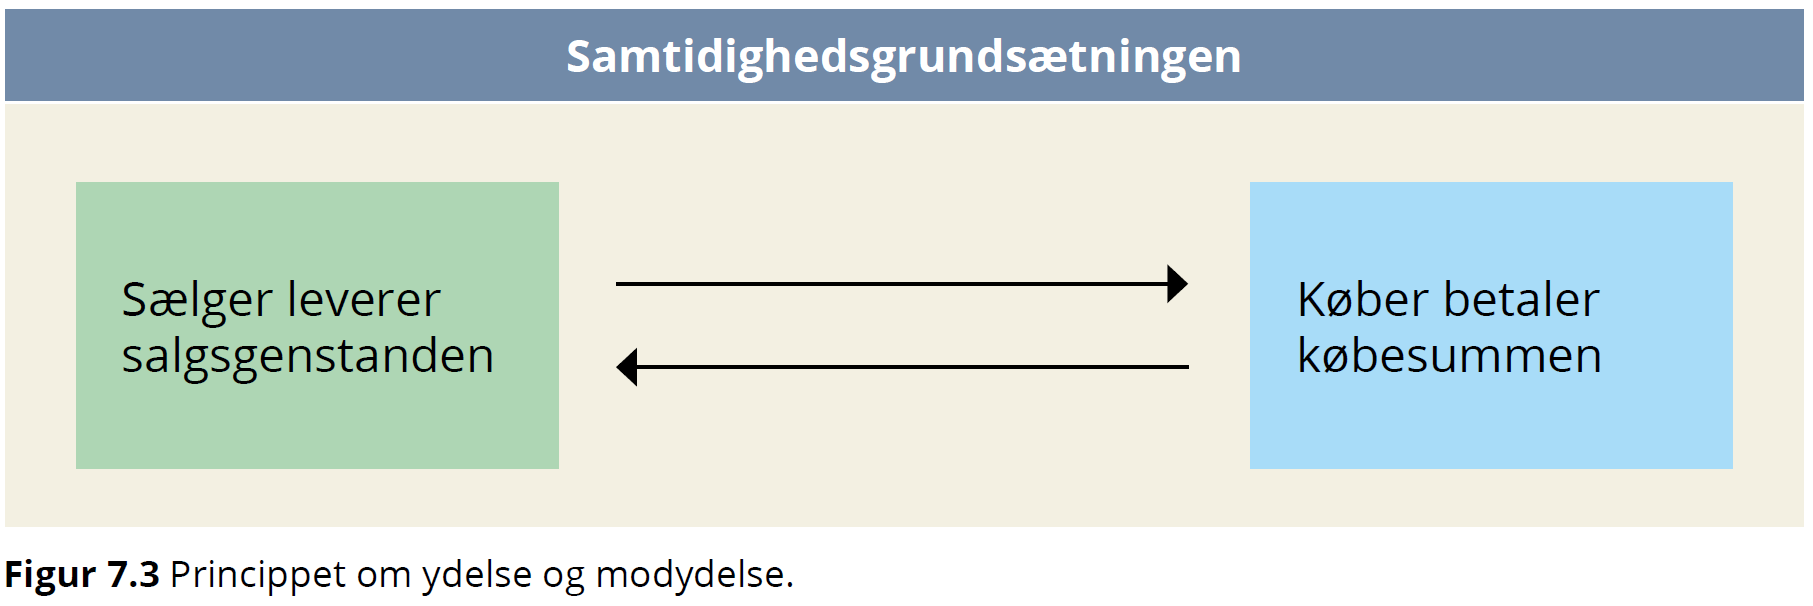 Samtidighedsgrundsætningen
Sælger leverer
salgsgenstanden
Køber betaler
købesummen
Figur 7.3 Princippet om ydelse og modydelse.